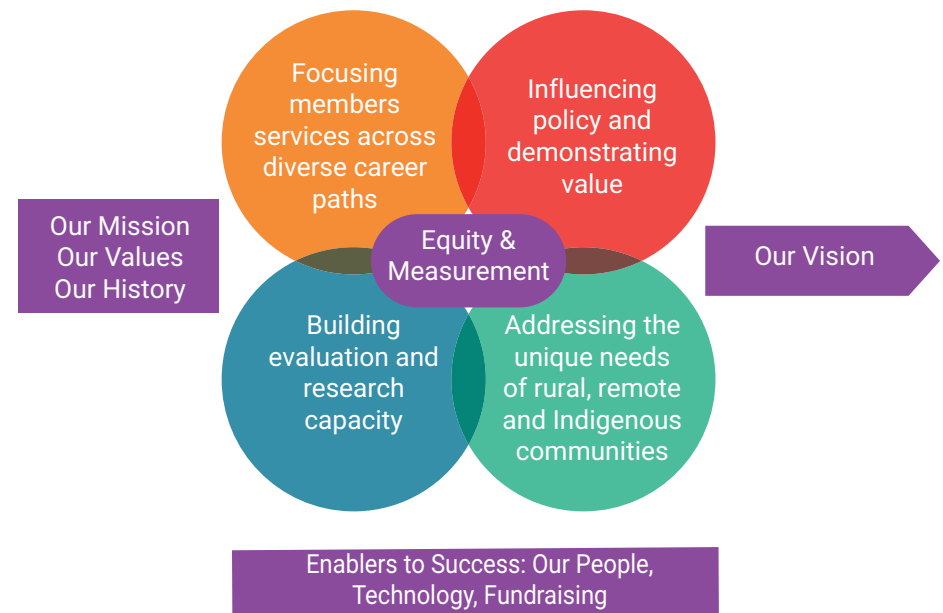 Focusing
members
services across
diverse career
paths
Influencing
policy and
demonstrating
value
Our Mission
Our Values
Our History
Equity &
Measurement
Our Vision
Building
evaluation and
research
capacity
Addressing the
unique needs
of rural, remote
and Indigenous
communities
Enablers to Success: Our People,
Technology, Fundraising